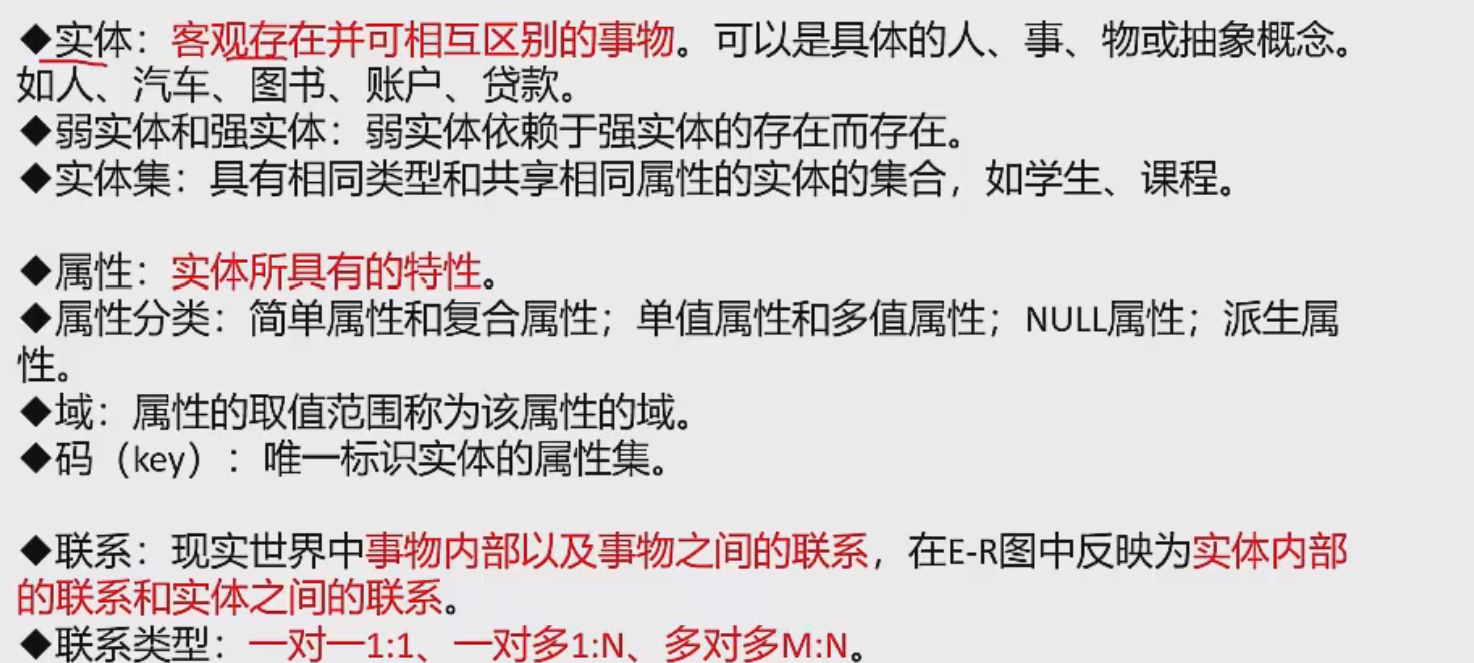 ◆实体：客观存在并可相互区别的事物。可以是具体的人、事、物或抽象概念。
如人、汽车、图书、账户、贷款。
◆弱实体和强实体：弱实体依赖于强实体的存在而存在。
◆实体集：具有相同类型和共享相同属性的实体的集合，如学生、课程。
◆属性：实体所具有的特性。
◆属性分类：简单属性和复合属性；单值属性和多值属性；NULL属性；派生属
性。
◆域：属性的取值范围称为该属性的域。
◆码（key）：唯一标识实体的属性集。
◆联系：现实世界中事物内部以及事物之间的联系，在E-R图中反映为实体内部
的联系和实体之间的联系。
◆联系类型：一对一1:1、一对多1:N、多对多M:N。